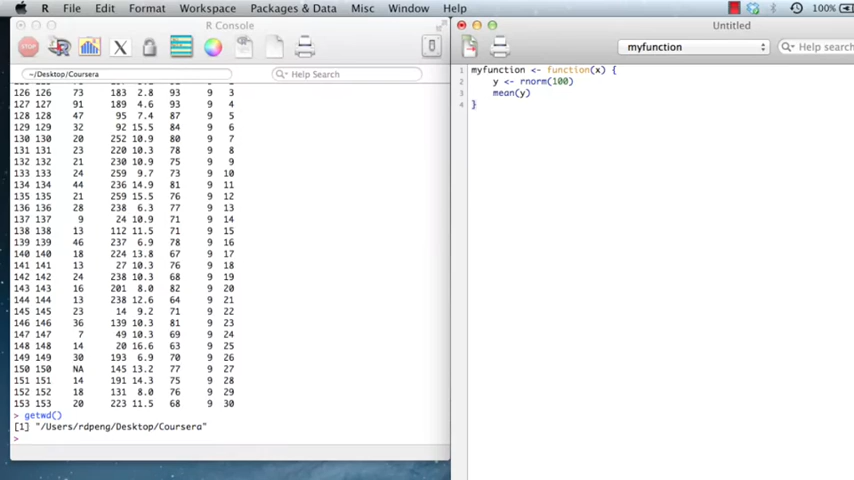 R File Edit Format Workspace Packages & Data Misc Window Help 100%
R Console
Untitled
STOP R X
myfunction
Help search
~/Desktop/Coursera
Help Search
1 myfunction <- function(x) {
2 y <- rnorm(100)
3 mean(y)
4 }
126 126 73 183 2.8 93 9 3
127 127 91 189 4.6 93 9 4
128 128 47 95 7.4 87 9 5
129 129 32 92 15.5 84 9 6
130 130 20 252 10.9 80 9 7
131 131 23 220 10.3 78 9 8
132 132 21 230 10.9 75 9 9
133 133 24 259 9.7 73 9 10
134 134 44 236 14.9 81 9 11
135 135 21 259 15.5 76 9 12
136 136 28 238 6.3 77 9 13
137 137 9 24 10.9 71 9 14
138 138 13 112 11.5 71 9 15
139 139 46 237 6.9 78 9 16
140 140 18 224 13.8 67 9 17
141 141 13 27 10.3 76 9 18
142 142 24 238 10.3 68 9 19
143 143 16 201 8.0 82 9 20
144 144 13 238 12.6 64 9 21
145 145 23 14 9.2 71 9 22
146 146 36 139 10.3 81 9 23
147 147 7 49 10.3 69 9 24
148 148 14 20 16.6 63 9 25
149 149 30 193 6.9 70 9 26
150 150 NA 145 13.2 77 9 27
151 151 14 191 14.3 75 9 28
152 152 18 131 8.0 76 9 29
153 153 20 223 11.5 68 9 30
> getwd()
[1] "/Users/rdpeng/Desktop/Coursera"
>